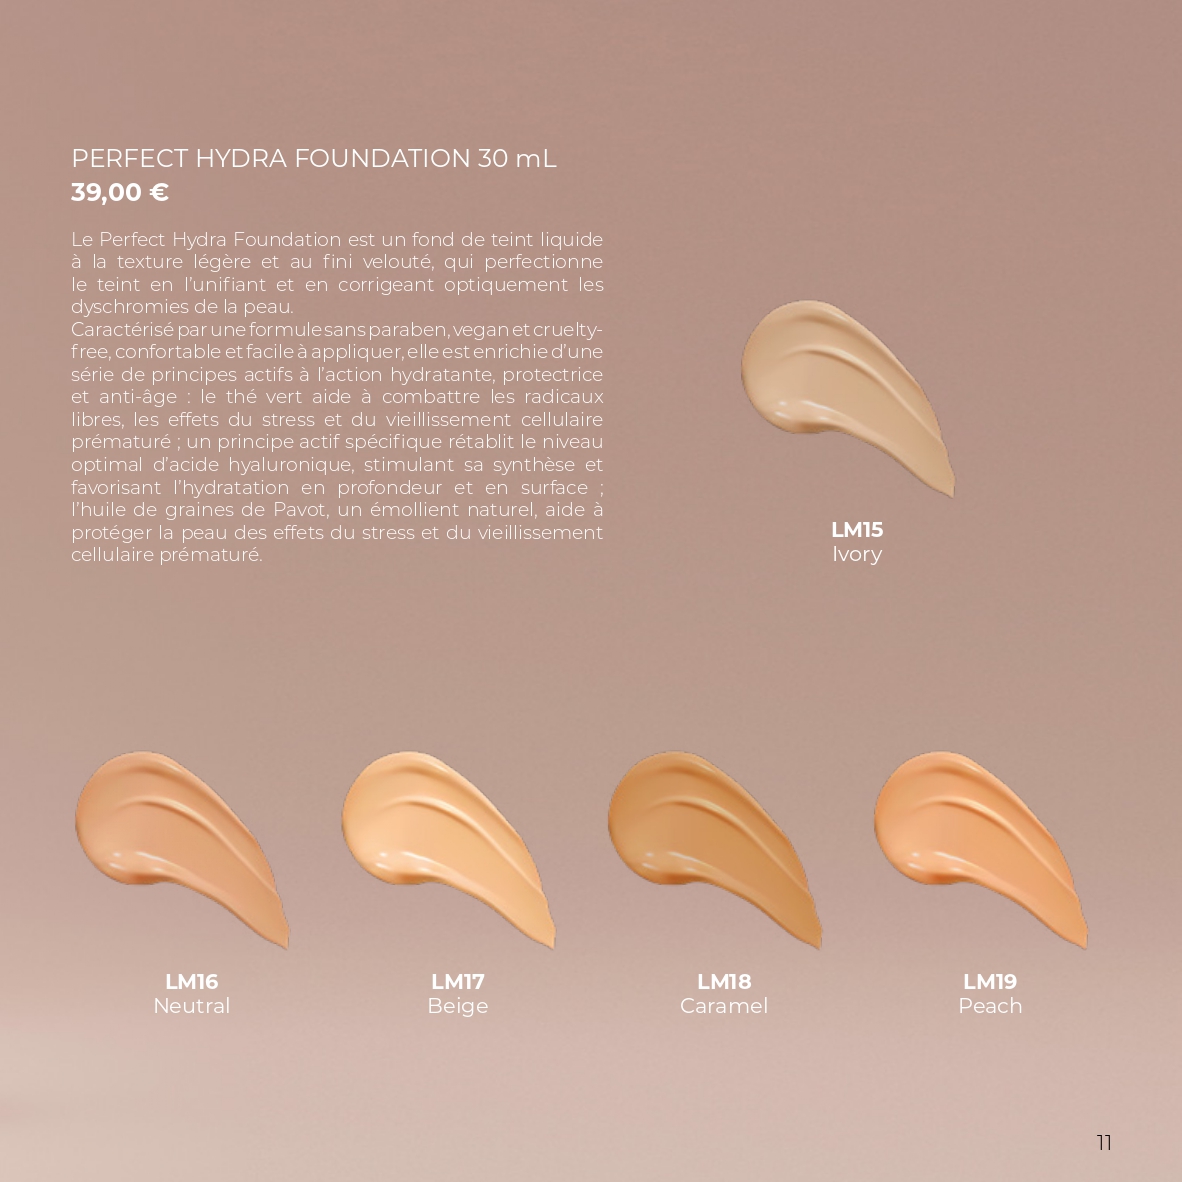 PERFECT HYDRA FOUNDATION 30 mL
39,00 €
Le Perfect Hydra Foundation est un fond de teint liquide
à la texture légère et au fini velouté, qui perfectionne
le teint en l’unifiant et en corrigeant optiquement les
dyschromies de la peau.
Caractérisé par une formule sans paraben, vegan et cruelty-
free, confortable et facile à appliquer, elle est enrichie d’une
série de principes actifs à l’action hydratante, protectrice
et anti-âge : le thé vert aide à combattre les radicaux
libres, les effets du stress et du vieillissement cellulaire
prématuré ; un principe actif spécifique rétablit le niveau
optimal d’acide hyaluronique, stimulant sa synthèse et
favorisant l’hydratation en profondeur et en surface ;
l’huile de graines de Pavot, un émollient naturel, aide à
protéger la peau des effets du stress et du vieillissement
cellulaire prématuré.
LM15
Ivory
LM16
Neutral
LM17
Beige
LM18
Caramel
LM19
Peach
11